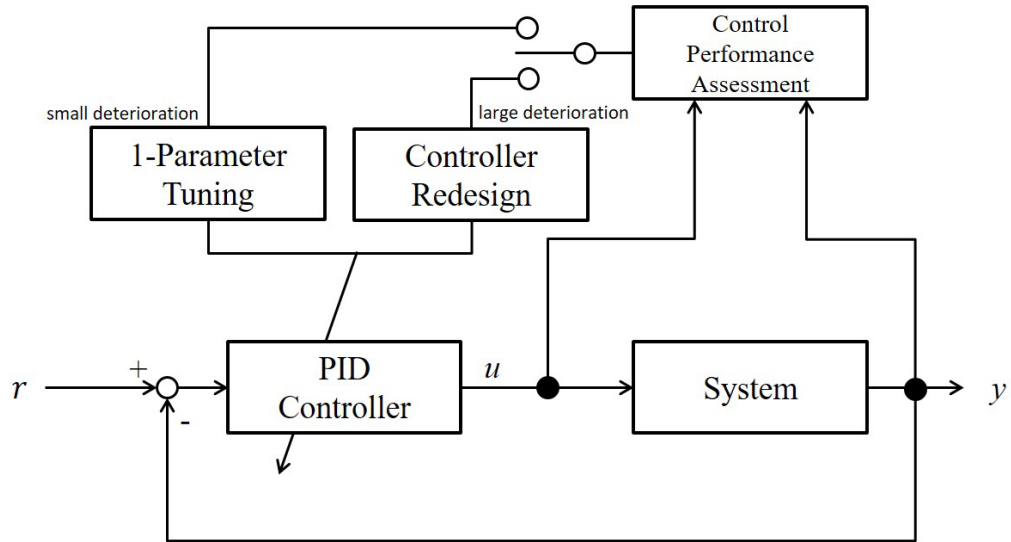 Control
Performance
Assessment
small deterioration
large deterioration
1-Parameter
Tuning
Controller
Redesign
r
+
-
PID
Controller
u
System
y